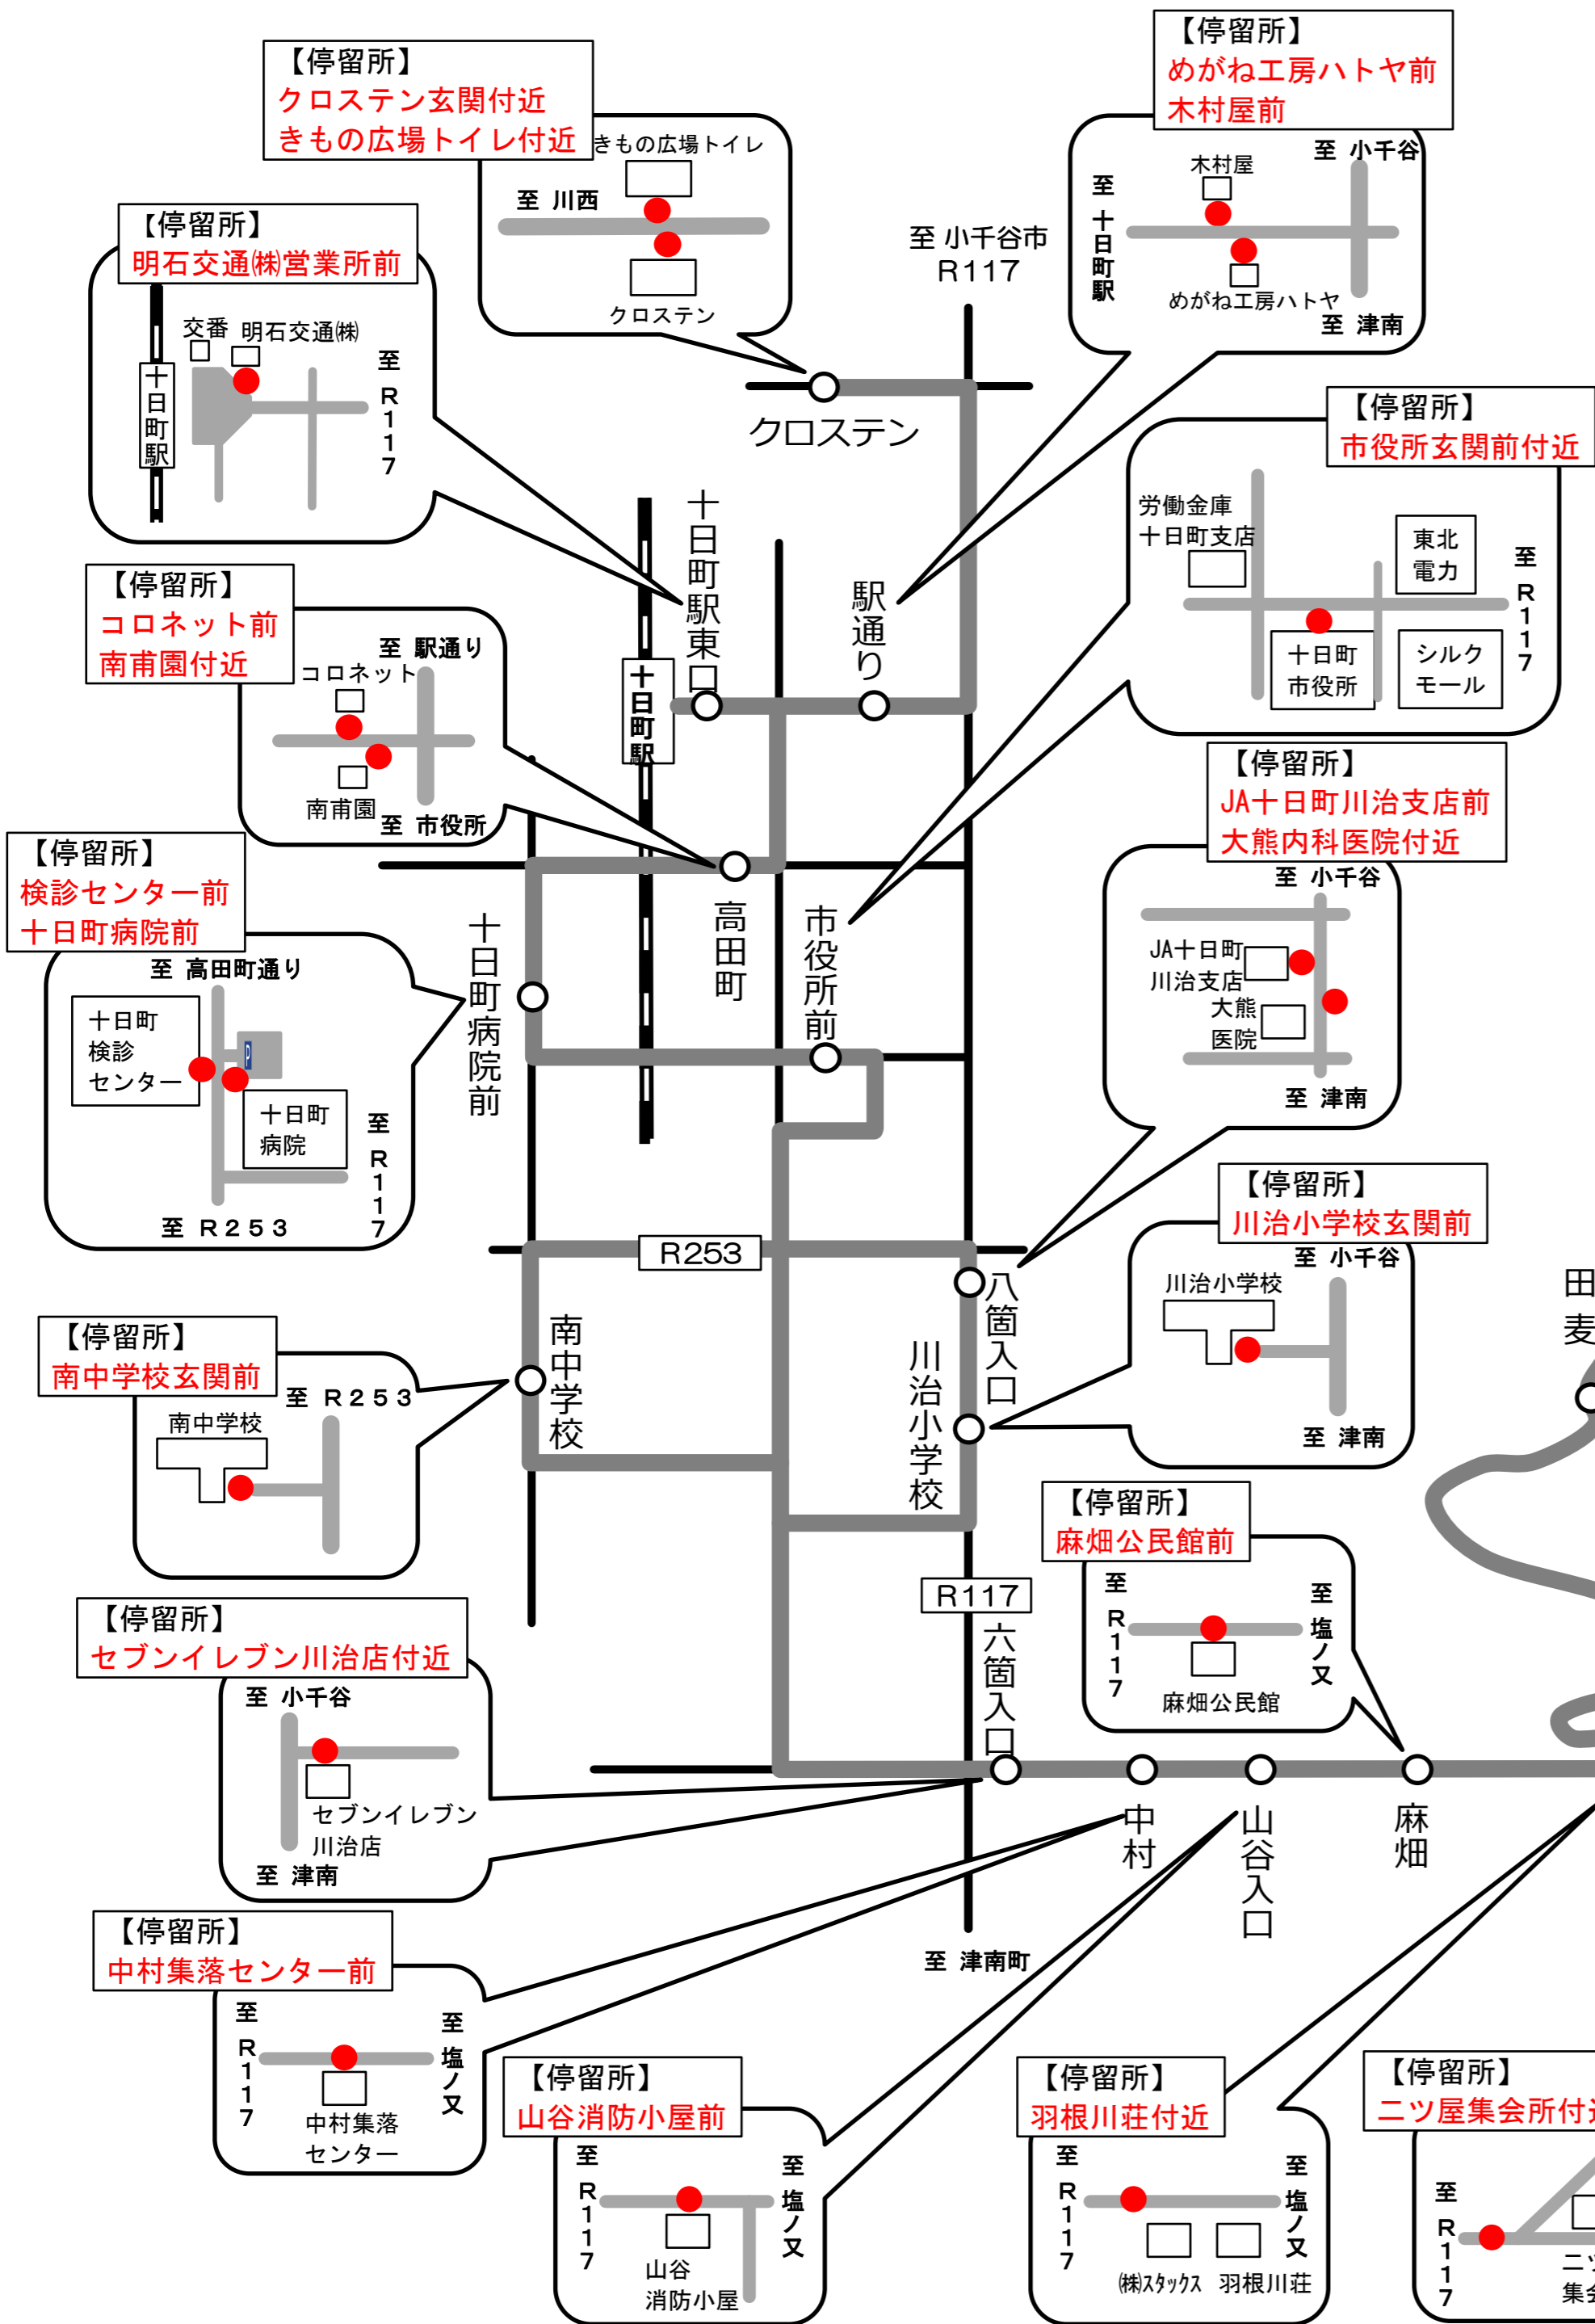 【停留所】
クロステン玄関付近
きもの広場トイレ付近
きもの広場トイレ
至 川西
クロステン
【停留所】
めがね工房ハトヤ前
木村屋前
至 小千谷
木村屋
至 十日町駅
めがね工房ハトヤ
至 津南
【停留所】
明石交通㈱営業所前
交番
明石交通㈱
十日町駅
至 R117
至 小千谷市
R117
クロステン
【停留所】
市役所玄関前付近
労働金庫
十日町支店
東北
電力
至 R117
十日町
市役所
シルク
モール
十日町駅東口
駅通り
十日町駅
【停留所】
コロネット前
南甫園付近
至 駅通り
コロネット
南甫園
至 市役所
【停留所】
JA十日町川治支店前
大熊内科医院付近
至 小千谷
JA十日町
川治支店
大熊
医院
至 津南
【停留所】
検診センター前
十日町病院前
至 高田町通り
十日町
検診
センター
P
十日町
病院
至 R117
至 R253
十日町病院前
高田町
市役所前
【停留所】
川治小学校玄関前
至 小千谷
川治小学校
至 津南
R253
八箇入口
川治小学校
南中学校
田麦
【停留所】
南中学校玄関前
至 R253
南中学校
【停留所】
麻畑公民館前
至 R117
至 塩ノ又
麻畑公民館
R117
六箇入口
【停留所】
セブンイレブン川治店付近
至 小千谷
セブンイレブン
川治店
至 津南
中村
山谷入口
麻畑
至 津南町
【停留所】
中村集落センター前
至 R117
至 塩ノ又
中村集落
センター
【停留所】
山谷消防小屋前
至 R117
至 塩ノ又
山谷
消防小屋
【停留所】
羽根川荘付近
至 R117
至 塩ノ又
㈱スタックス
羽根川荘
【停留所】
二ツ屋集会所付近
至 R117
二ツ
集会